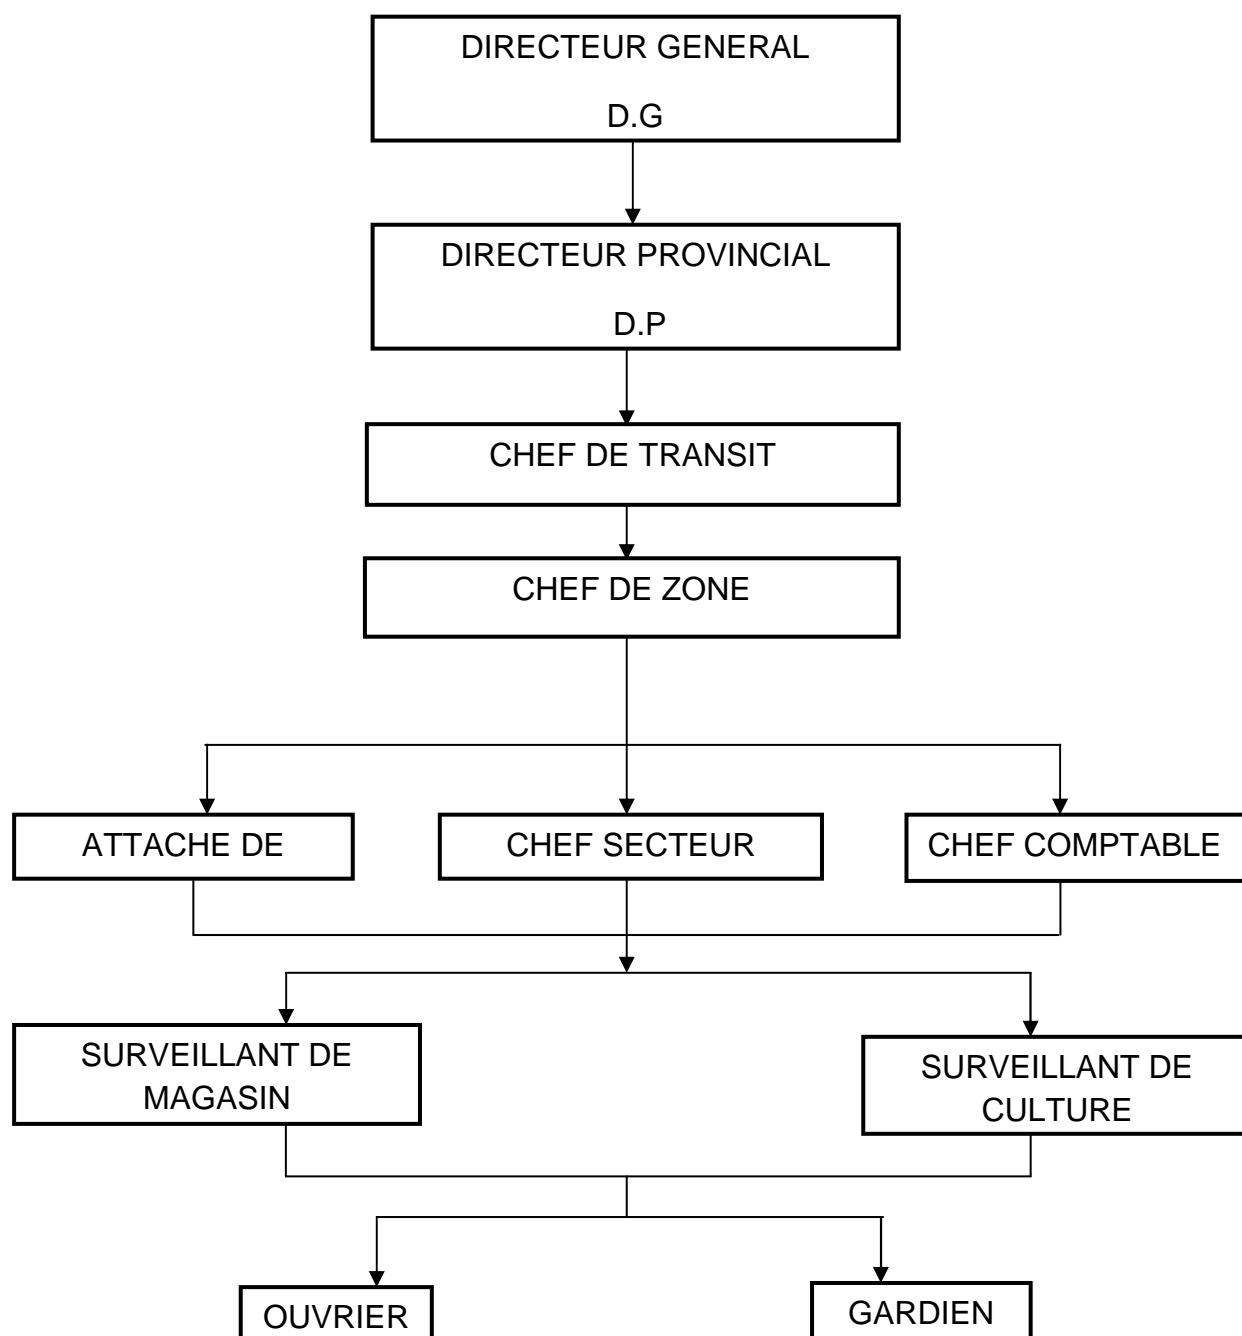 DIRECTEUR GENERAL
D.G
DIRECTEUR PROVINCIAL
D.P
CHEF DE TRANSIT
CHEF DE ZONE
ATTACHE DE
CHEF SECTEUR
CHEF COMPTABLE
SURVEILLANT DE
MAGASIN
SURVEILLANT DE
CULTURE
OUVRIER
GARDIEN